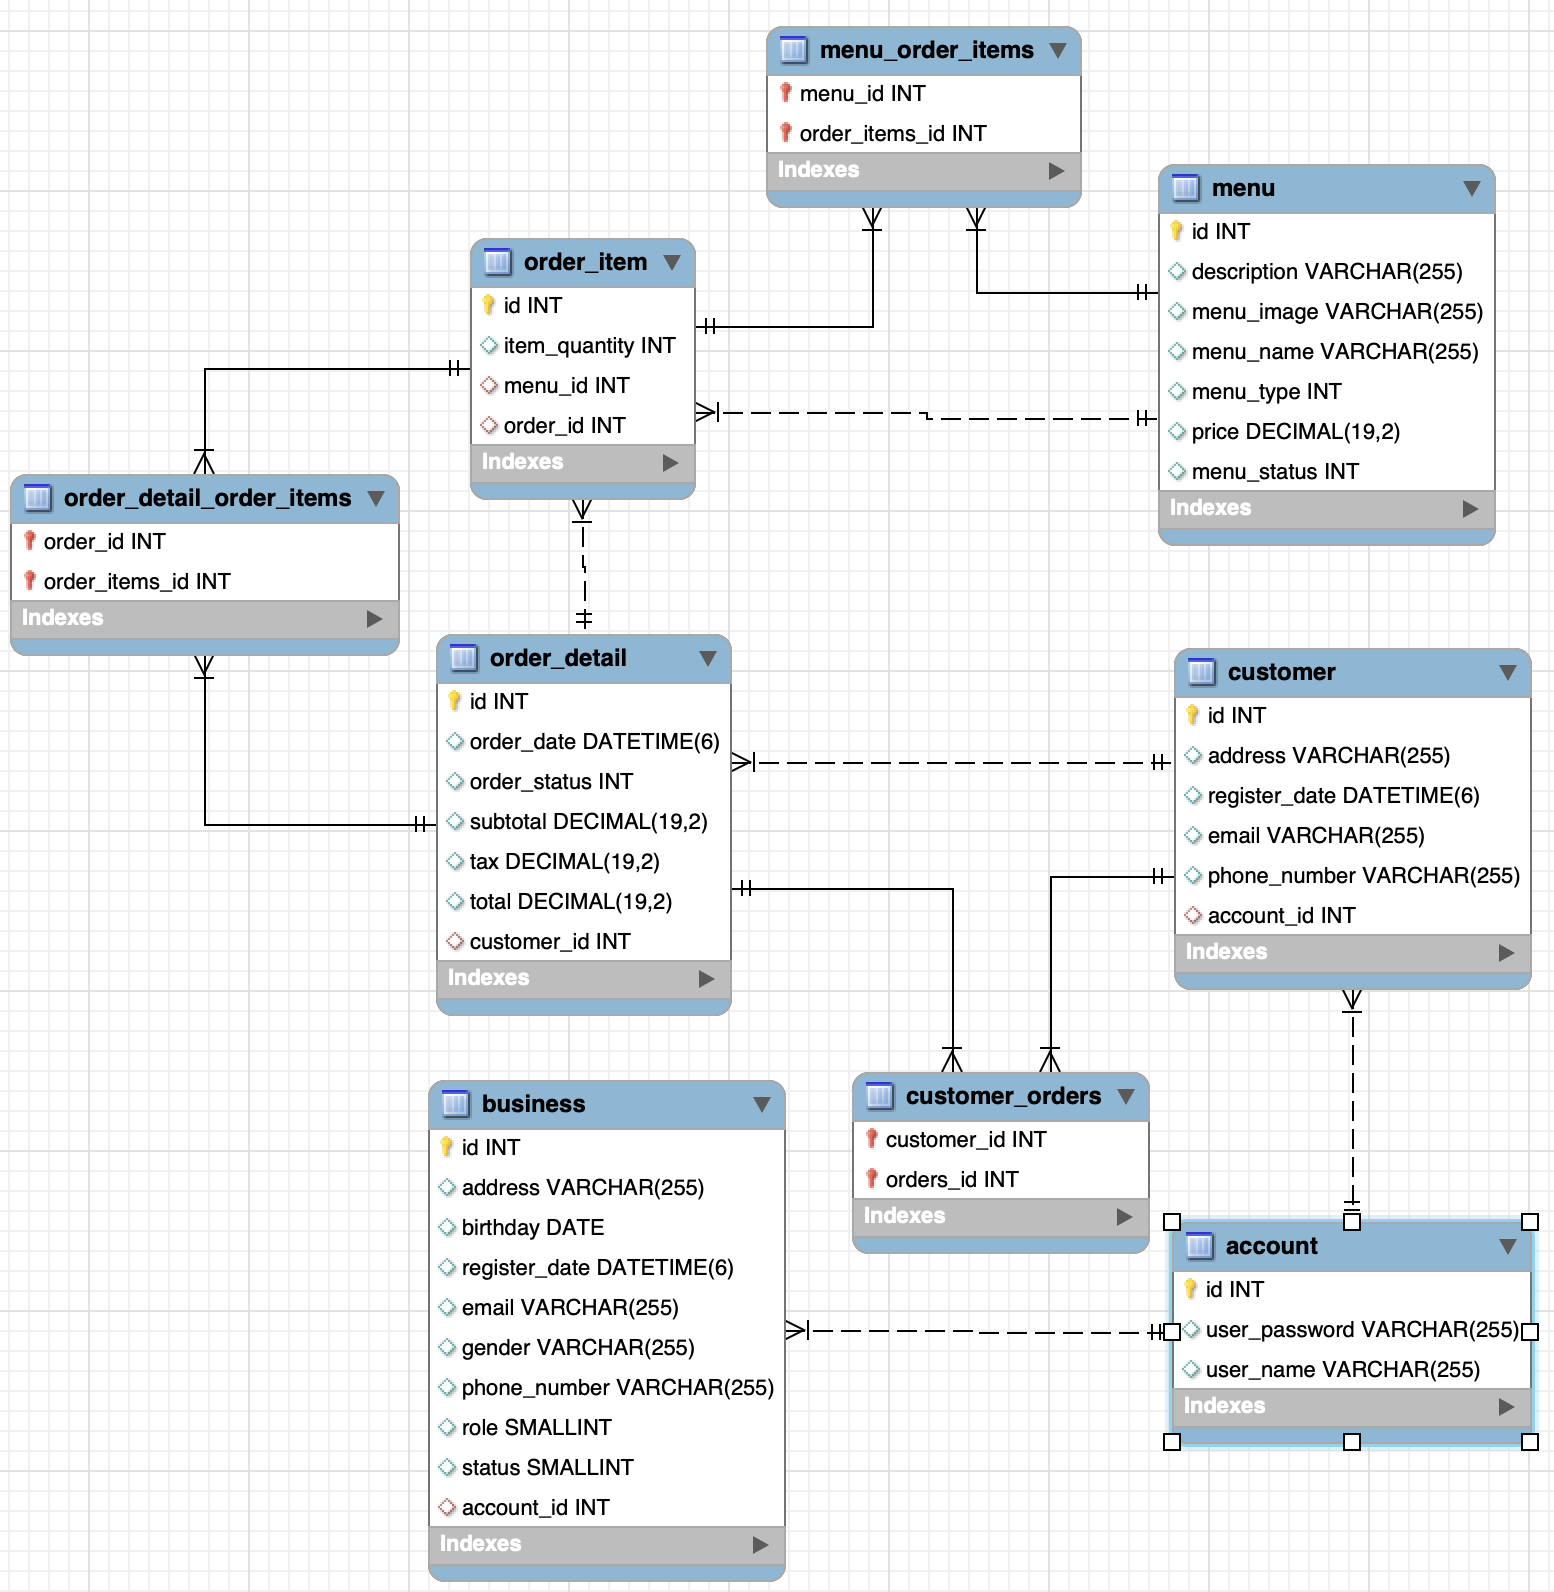 menu_order_items
menu_id INT
order_items_id INT
Indexes
menu
id INT
description VARCHAR(255)
menu_image VARCHAR(255)
menu_name VARCHAR(255)
menu_type INT
price DECIMAL(19,2)
menu_status INT
Indexes
order_item
id INT
item_quantity INT
menu_id INT
order_id INT
Indexes
order_detail_order_items
order_id INT
order_items_id INT
Indexes
order_detail
id INT
order_date DATETIME(6)
order_status INT
subtotal DECIMAL(19,2)
tax DECIMAL(19,2)
total DECIMAL(19,2)
customer_id INT
Indexes
customer
id INT
address VARCHAR(255)
register_date DATETIME(6)
email VARCHAR(255)
phone_number VARCHAR(255)
account_id INT
Indexes
business
id INT
address VARCHAR(255)
birthday DATE
register_date DATETIME(6)
email VARCHAR(255)
gender VARCHAR(255)
phone_number VARCHAR(255)
role SMALLINT
status SMALLINT
account_id INT
Indexes
customer_orders
customer_id INT
orders_id INT
Indexes
account
id INT
user_password VARCHAR(255)
user_name VARCHAR(255)
Indexes